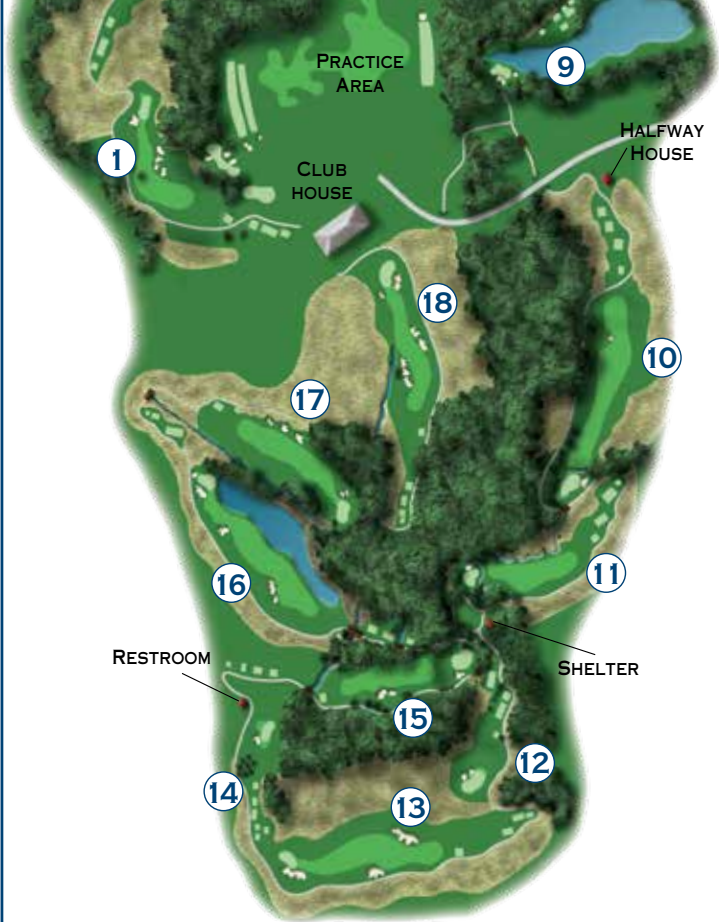 PRACTICE
AREA
9
HALFWAY
HOUSE
1
CLUB
HOUSE
18
10
17
11
16
RESTROOM
SHELTER
15
12
14
13